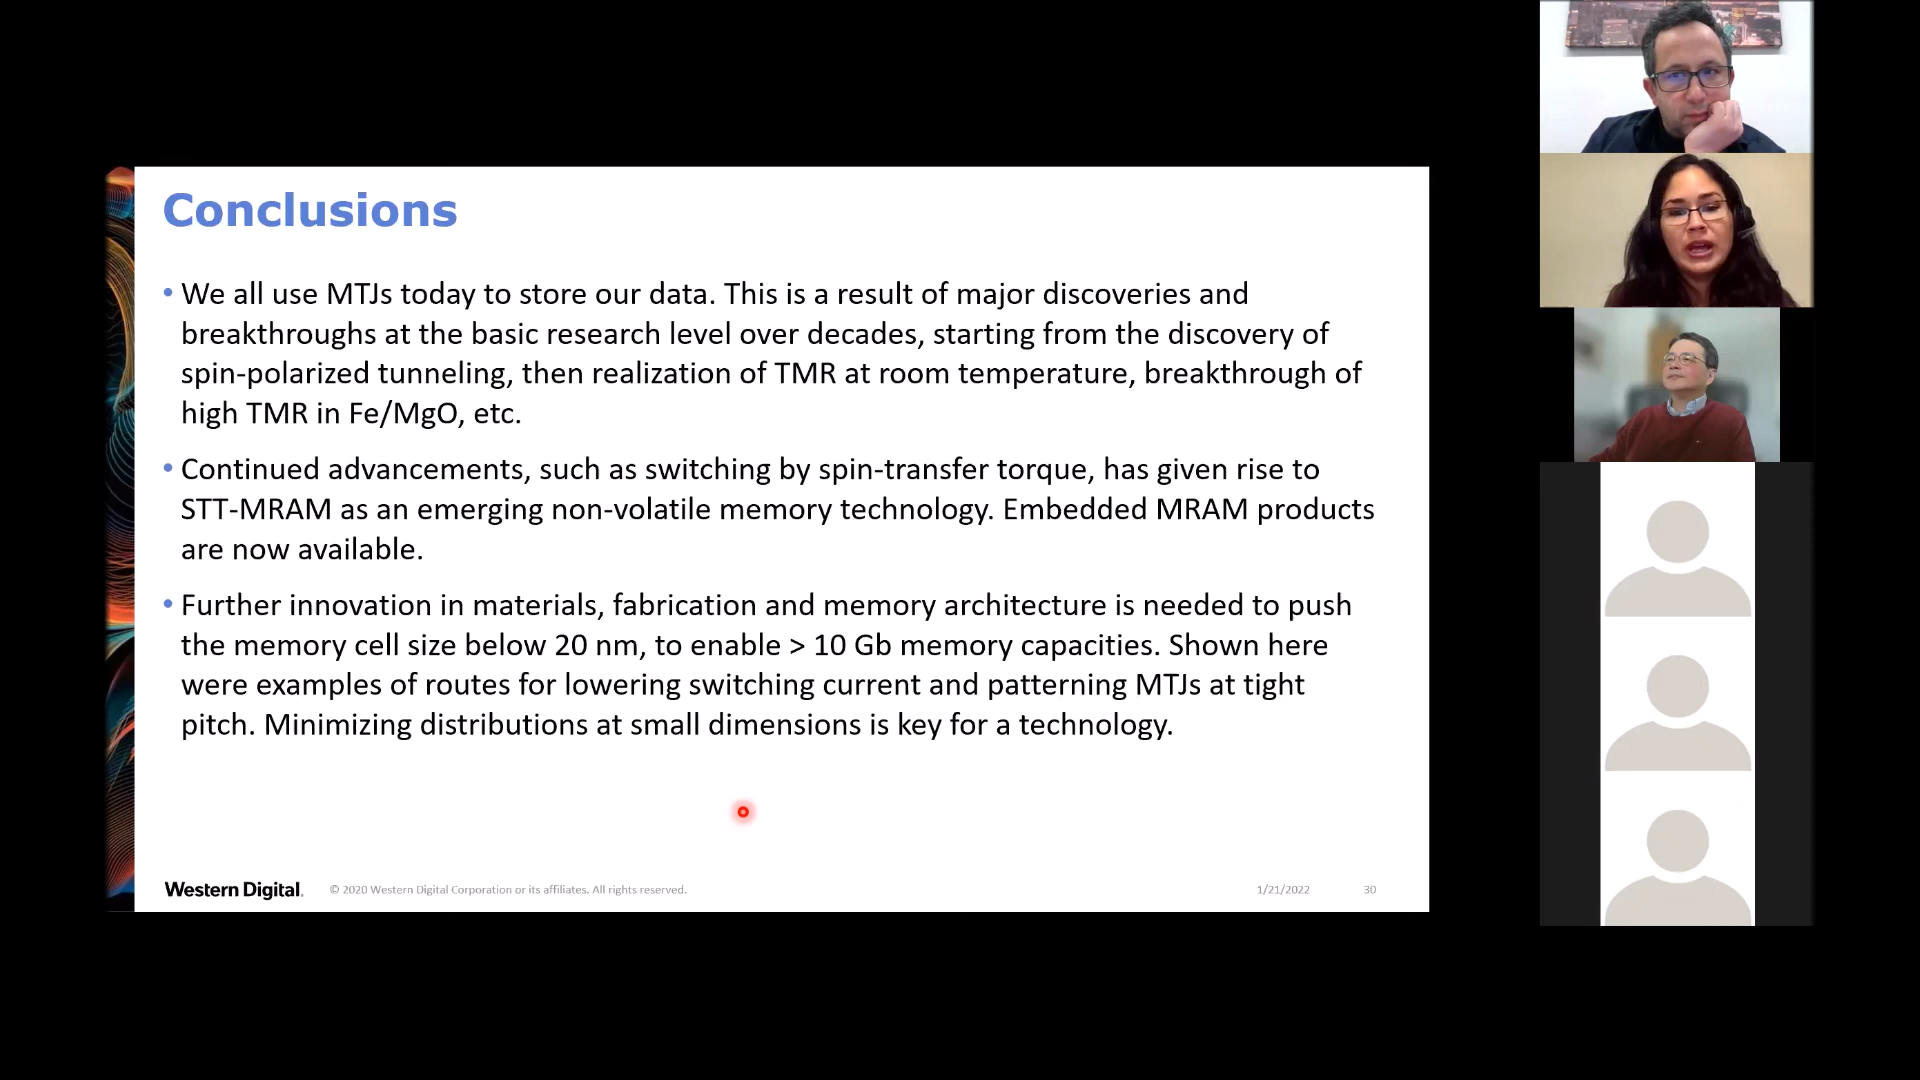 Conclusions
• We all use MTJs today to store our data. This is a result of major discoveries and
breakthroughs at the basic research level over decades, starting from the discovery of
spin-polarized tunneling, then realization of TMR at room temperature, breakthrough of
high TMR in Fe/MgO, etc.
• Continued advancements, such as switching by spin-transfer torque, has given rise to
STT-MRAM as an emerging non-volatile memory technology. Embedded MRAM products
are now available.
• Further innovation in materials, fabrication and memory architecture is needed to push
the memory cell size below 20 nm, to enable > 10 Gb memory capacities. Shown here
were examples of routes for lowering switching current and patterning MTJs at tight
pitch. Minimizing distributions at small dimensions is key for a technology.
Western Digital. © 2020 Western Digital Corporation or its affiliates. All rights reserved. 1/21/2022 30